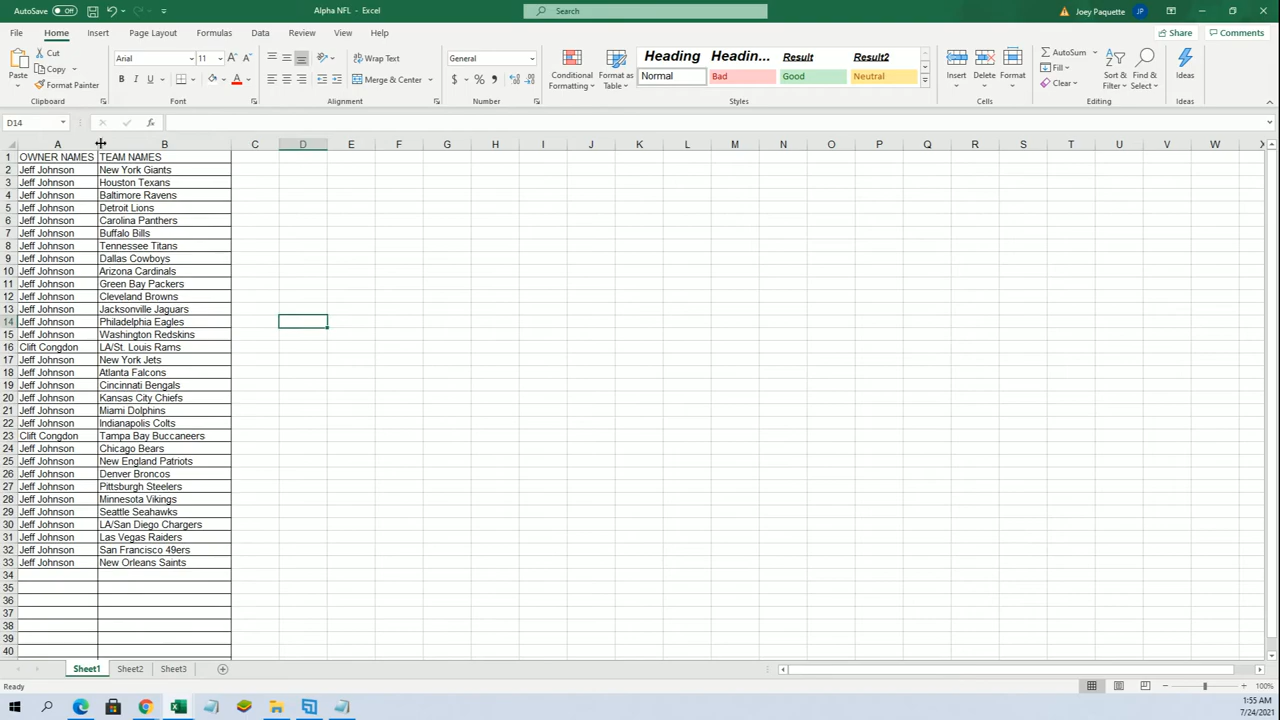 AutoSave Off Alpha NFL - Excel Search Joey Paquette JP
File Home Insert Page Layout Formulas Data Review View Help Share Comments
Paste Cut Copy Format Painter Clipboard
Arial 11 B I U Font
Wrap Text Merge & Center Alignment
General $ % , Number
Conditional Formatting Format as Table
Heading Headin... Result Result2
Normal Bad Good Neutral
Styles
Insert Delete Format Cells
AutoSum Fill Clear Sort & Filter Find & Select Editing
Ideas Ideas
D14 fx
A B C D E F G H I J K L M N O P Q R S T U V W X
1 OWNER NAMES TEAM NAMES
2 Jeff Johnson New York Giants
3 Jeff Johnson Houston Texans
4 Jeff Johnson Baltimore Ravens
5 Jeff Johnson Detroit Lions
6 Jeff Johnson Carolina Panthers
7 Jeff Johnson Buffalo Bills
8 Jeff Johnson Tennessee Titans
9 Jeff Johnson Dallas Cowboys
10 Jeff Johnson Arizona Cardinals
11 Jeff Johnson Green Bay Packers
12 Jeff Johnson Cleveland Browns
13 Jeff Johnson Jacksonville Jaguars
14 Jeff Johnson Philadelphia Eagles
15 Jeff Johnson Washington Redskins
16 Clift Congdon LA/St. Louis Rams
17 Jeff Johnson New York Jets
18 Jeff Johnson Atlanta Falcons
19 Jeff Johnson Cincinnati Bengals
20 Jeff Johnson Kansas City Chiefs
21 Jeff Johnson Miami Dolphins
22 Jeff Johnson Indianapolis Colts
23 Clift Congdon Tampa Bay Buccaneers
24 Jeff Johnson Chicago Bears
25 Jeff Johnson New England Patriots
26 Jeff Johnson Denver Broncos
27 Jeff Johnson Pittsburgh Steelers
28 Jeff Johnson Minnesota Vikings
29 Jeff Johnson Seattle Seahawks
30 Jeff Johnson LA/San Diego Chargers
31 Jeff Johnson Las Vegas Raiders
32 Jeff Johnson San Francisco 49ers
33 Jeff Johnson New Orleans Saints
34
35
36
37
38
39
40
Sheet1 Sheet2 Sheet3
Ready 100%
1:55 AM
7/24/2021